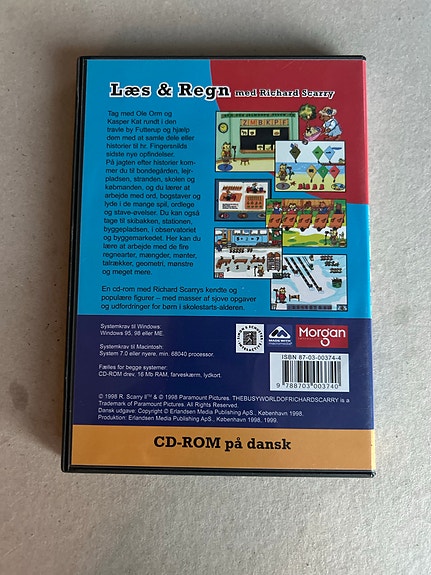 Læs & Regn med Richard Scarry
Tag med Ole Orm og
Kasper Kat rundt i den
travle by Futterup og hjælp
dem med at samle dele eller
historier til hr. Fingersnilds
sidste nye opfindelser.
På jagten efter historier kom-
mer du til bondegården, lejr-
pladsen, stranden, skolen og
købmanden, og du lærer at
arbejde med ord, bogstaver og
lyde i de mange spil, ordlege
og stave-øvelser. Du kan også
tage til skibakken, stationen,
byggepladsen, i observatoriet
og byggemarkedet. Her kan du
lære at arbejde med de fire
regnearter, mængder, mønter,
talrækker, geometri, mønstre
og meget mere.
En cd-rom med Richard Scarrys kendte og
populære figurer – med masser af sjove opgaver
og udfordringer for børn i skolestarts-alderen.
Z M B K P F
Systemkrav til Windows:
Windows 95, 98 eller ME.
Systemkrav til Macintosh:
System 7.0 eller nyere, min. 68040 processor.
Fælles for begge systemer:
CD-ROM drev, 16 Mb RAM, farveskærm, lydkort.
SIMON & SCHUSTER
INTERACTIVE
MADE WITH
macromedia
Morgan
ISBN 87-03-00374-4
9 788703 003740
© 1998 R. Scarry II™ & © 1998 Paramount Pictures. THEBUSYWORLDOFRICHARDSCARRY is a
Trademark of Paramount Pictures. All Rights Reserved.
Dansk udgave: Copyright © Erlandsen Media Publishing ApS., København 1998.
Produktion: Erlandsen Media Publishing ApS., København 1998, 1999.
CD-ROM på dansk